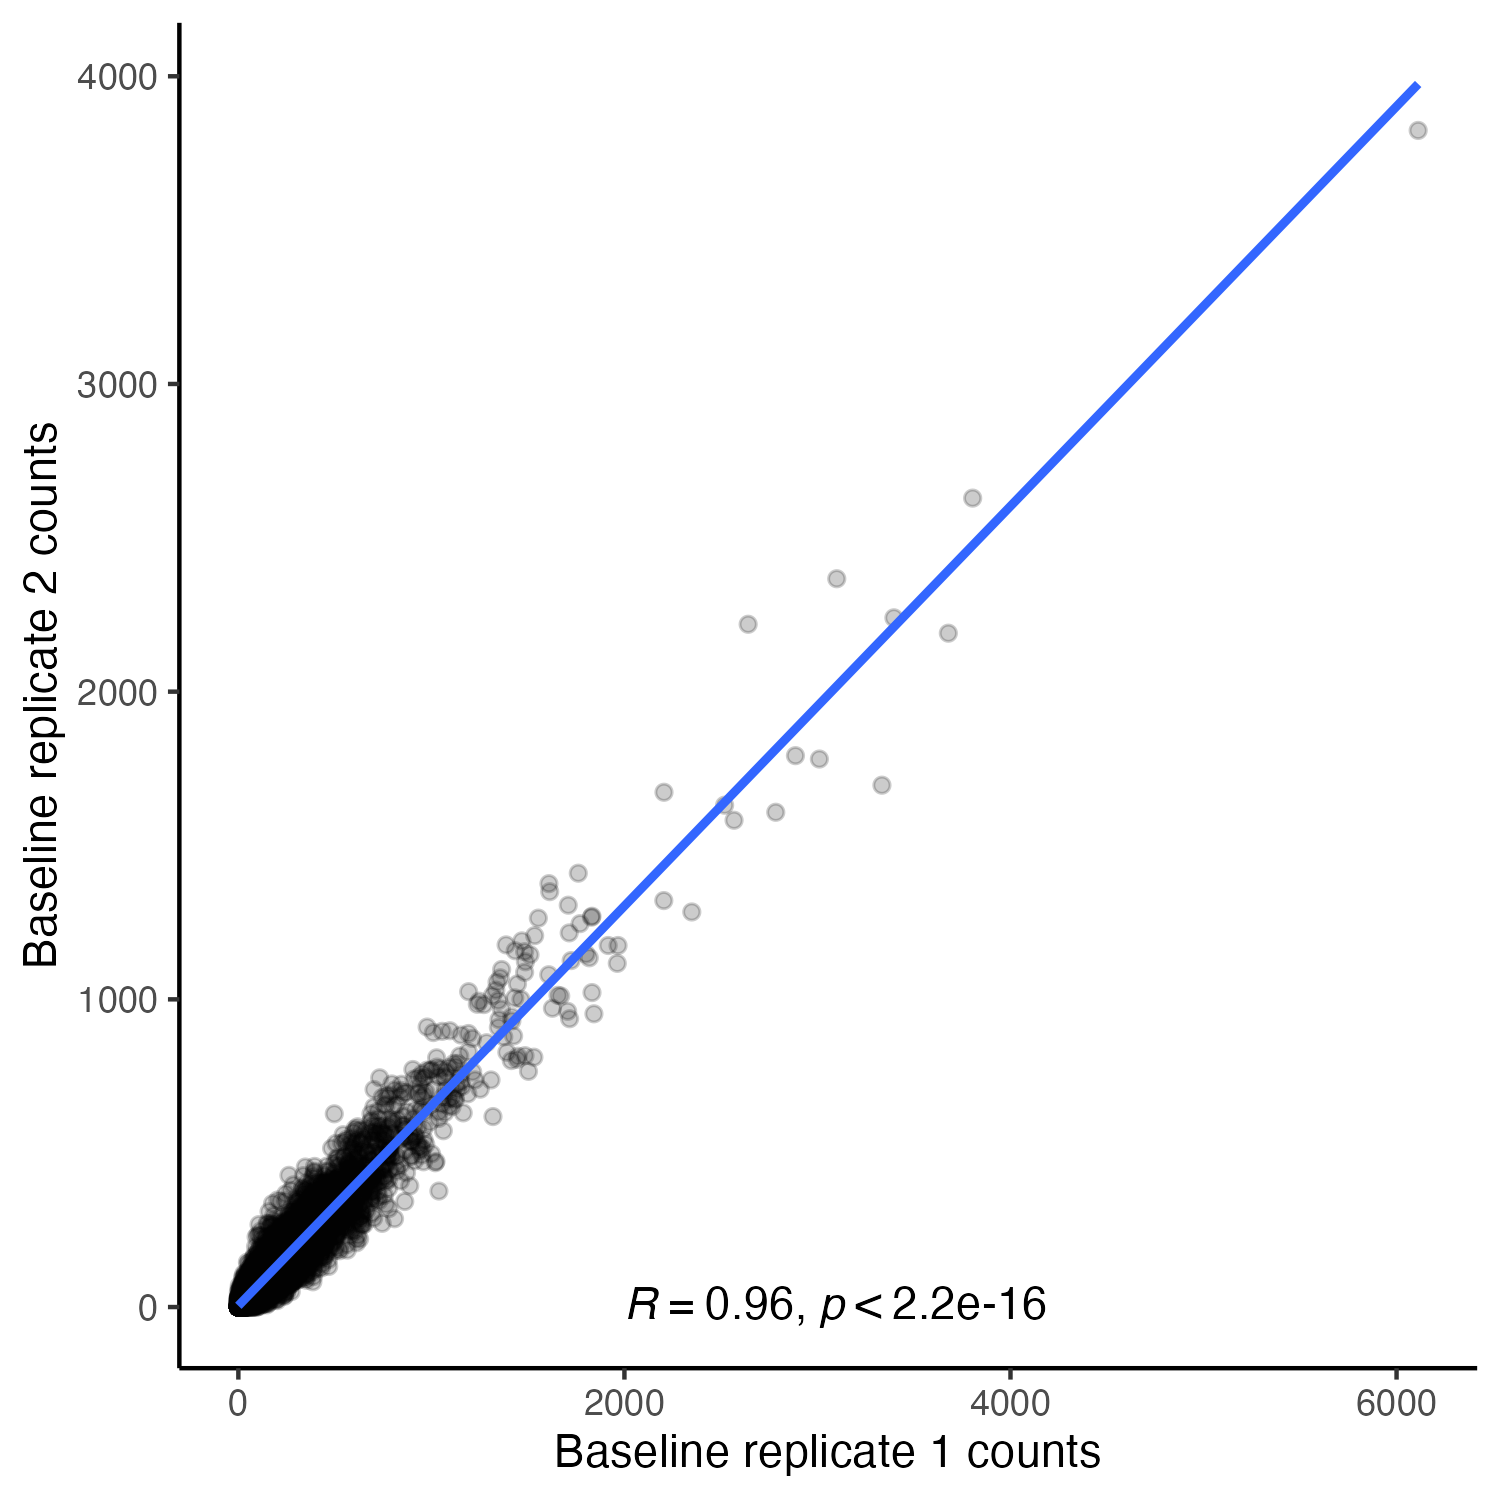 4000
3000
2000
1000
0
Baseline replicate 2 counts
R = 0.96, p < 2.2e-16
0 2000 4000 6000
Baseline replicate 1 counts